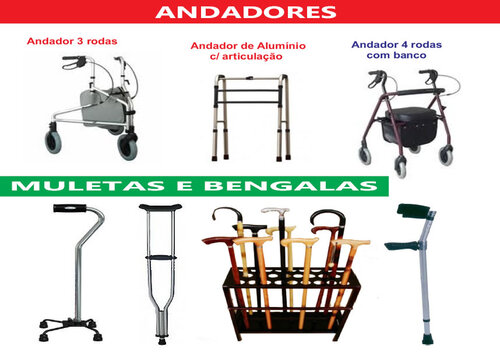 ANDADORES
Andador 3 rodas
Andador de Alumínio
c/ articulação
Andador 4 rodas
com banco
MULETAS E BENGALAS